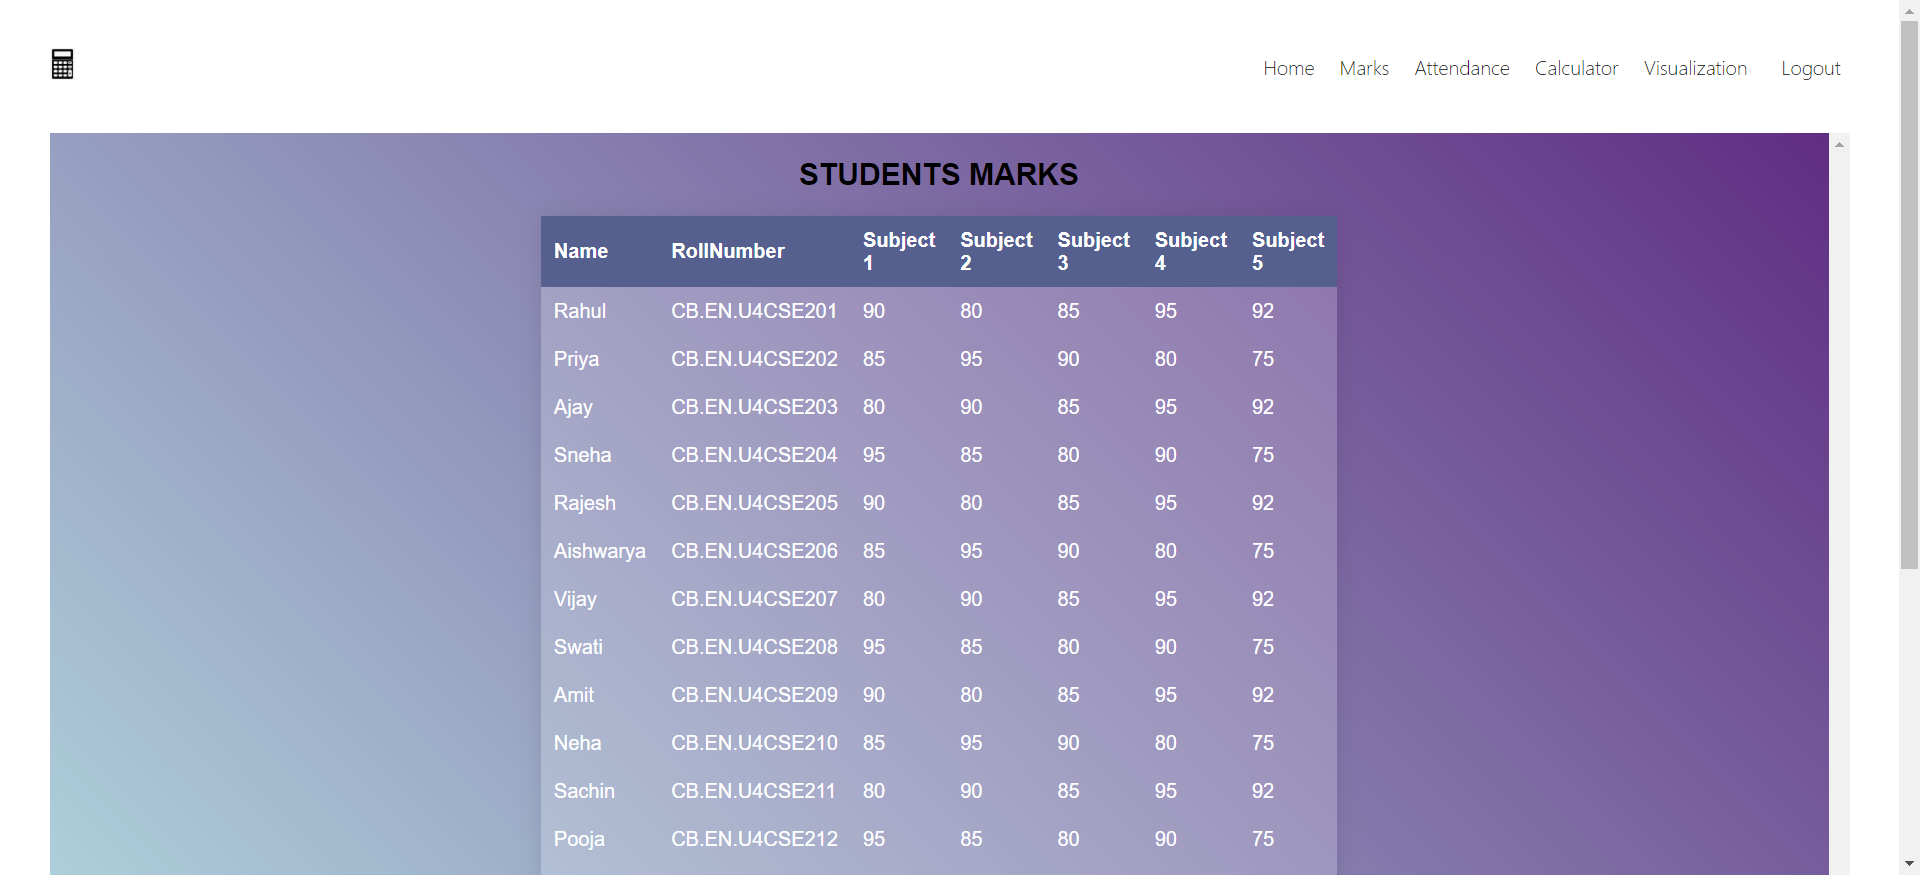 Home Marks Attendance Calculator Visualization Logout
STUDENTS MARKS
Name RollNumber Subject 1 Subject 2 Subject 3 Subject 4 Subject 5
Rahul CB.EN.U4CSE201 90 80 85 95 92
Priya CB.EN.U4CSE202 85 95 90 80 75
Ajay CB.EN.U4CSE203 80 90 85 95 92
Sneha CB.EN.U4CSE204 95 85 80 90 75
Rajesh CB.EN.U4CSE205 90 80 85 95 92
Aishwarya CB.EN.U4CSE206 85 95 90 80 75
Vijay CB.EN.U4CSE207 80 90 85 95 92
Swati CB.EN.U4CSE208 95 85 80 90 75
Amit CB.EN.U4CSE209 90 80 85 95 92
Neha CB.EN.U4CSE210 85 95 90 80 75
Sachin CB.EN.U4CSE211 80 90 85 95 92
Pooja CB.EN.U4CSE212 95 85 80 90 75